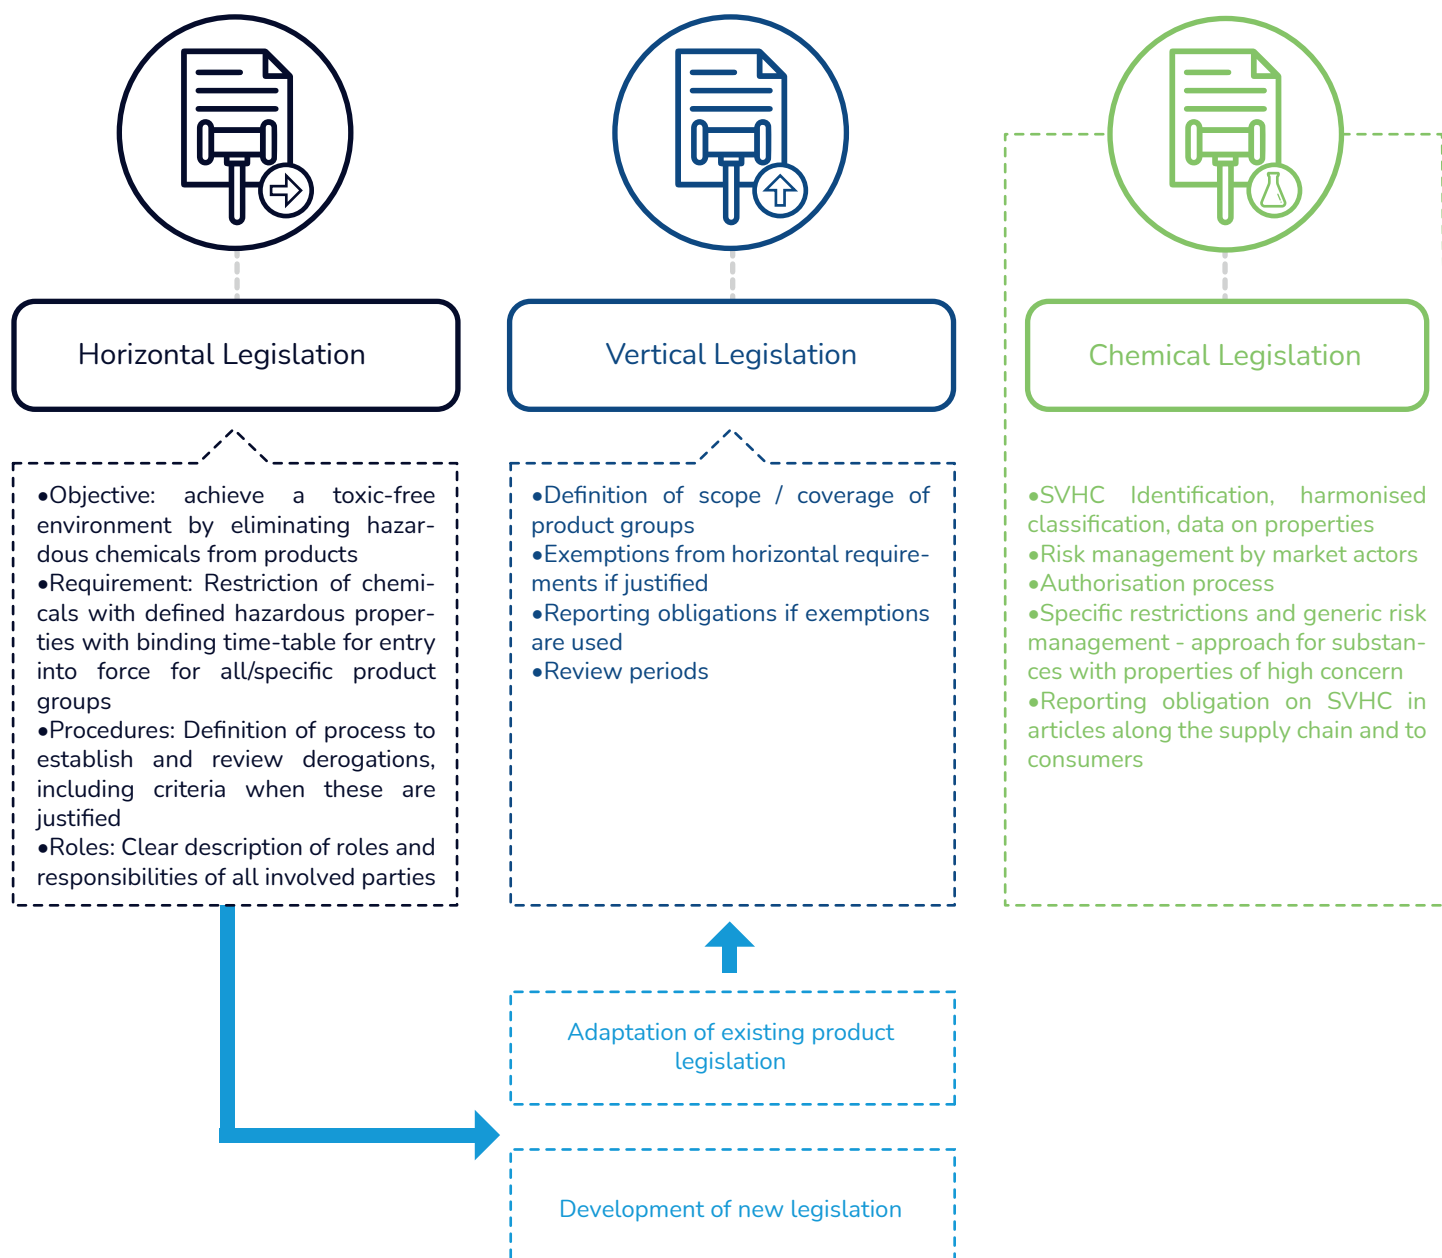 Horizontal Legislation
•Objective: achieve a toxic-free
environment by eliminating hazar-
dous chemicals from products
•Requirement: Restriction of chemi-
cals with defined hazardous proper-
ties with binding time-table for entry
into force for all/specific product
groups
•Procedures: Definition of process to
establish and review derogations,
including criteria when these are
justified
•Roles: Clear description of roles and
responsibilities of all involved parties
Vertical Legislation
•Definition of scope / coverage of
product groups
•Exemptions from horizontal require-
ments if justified
•Reporting obligations if exemptions
are used
•Review periods
Chemical Legislation
•SVHC Identification, harmonised
classification, data on properties
•Risk management by market actors
•Authorisation process
•Specific restrictions and generic risk
management - approach for substan-
ces with properties of high concern
•Reporting obligation on SVHC in
articles along the supply chain and to
consumers
Adaptation of existing product
legislation
Development of new legislation